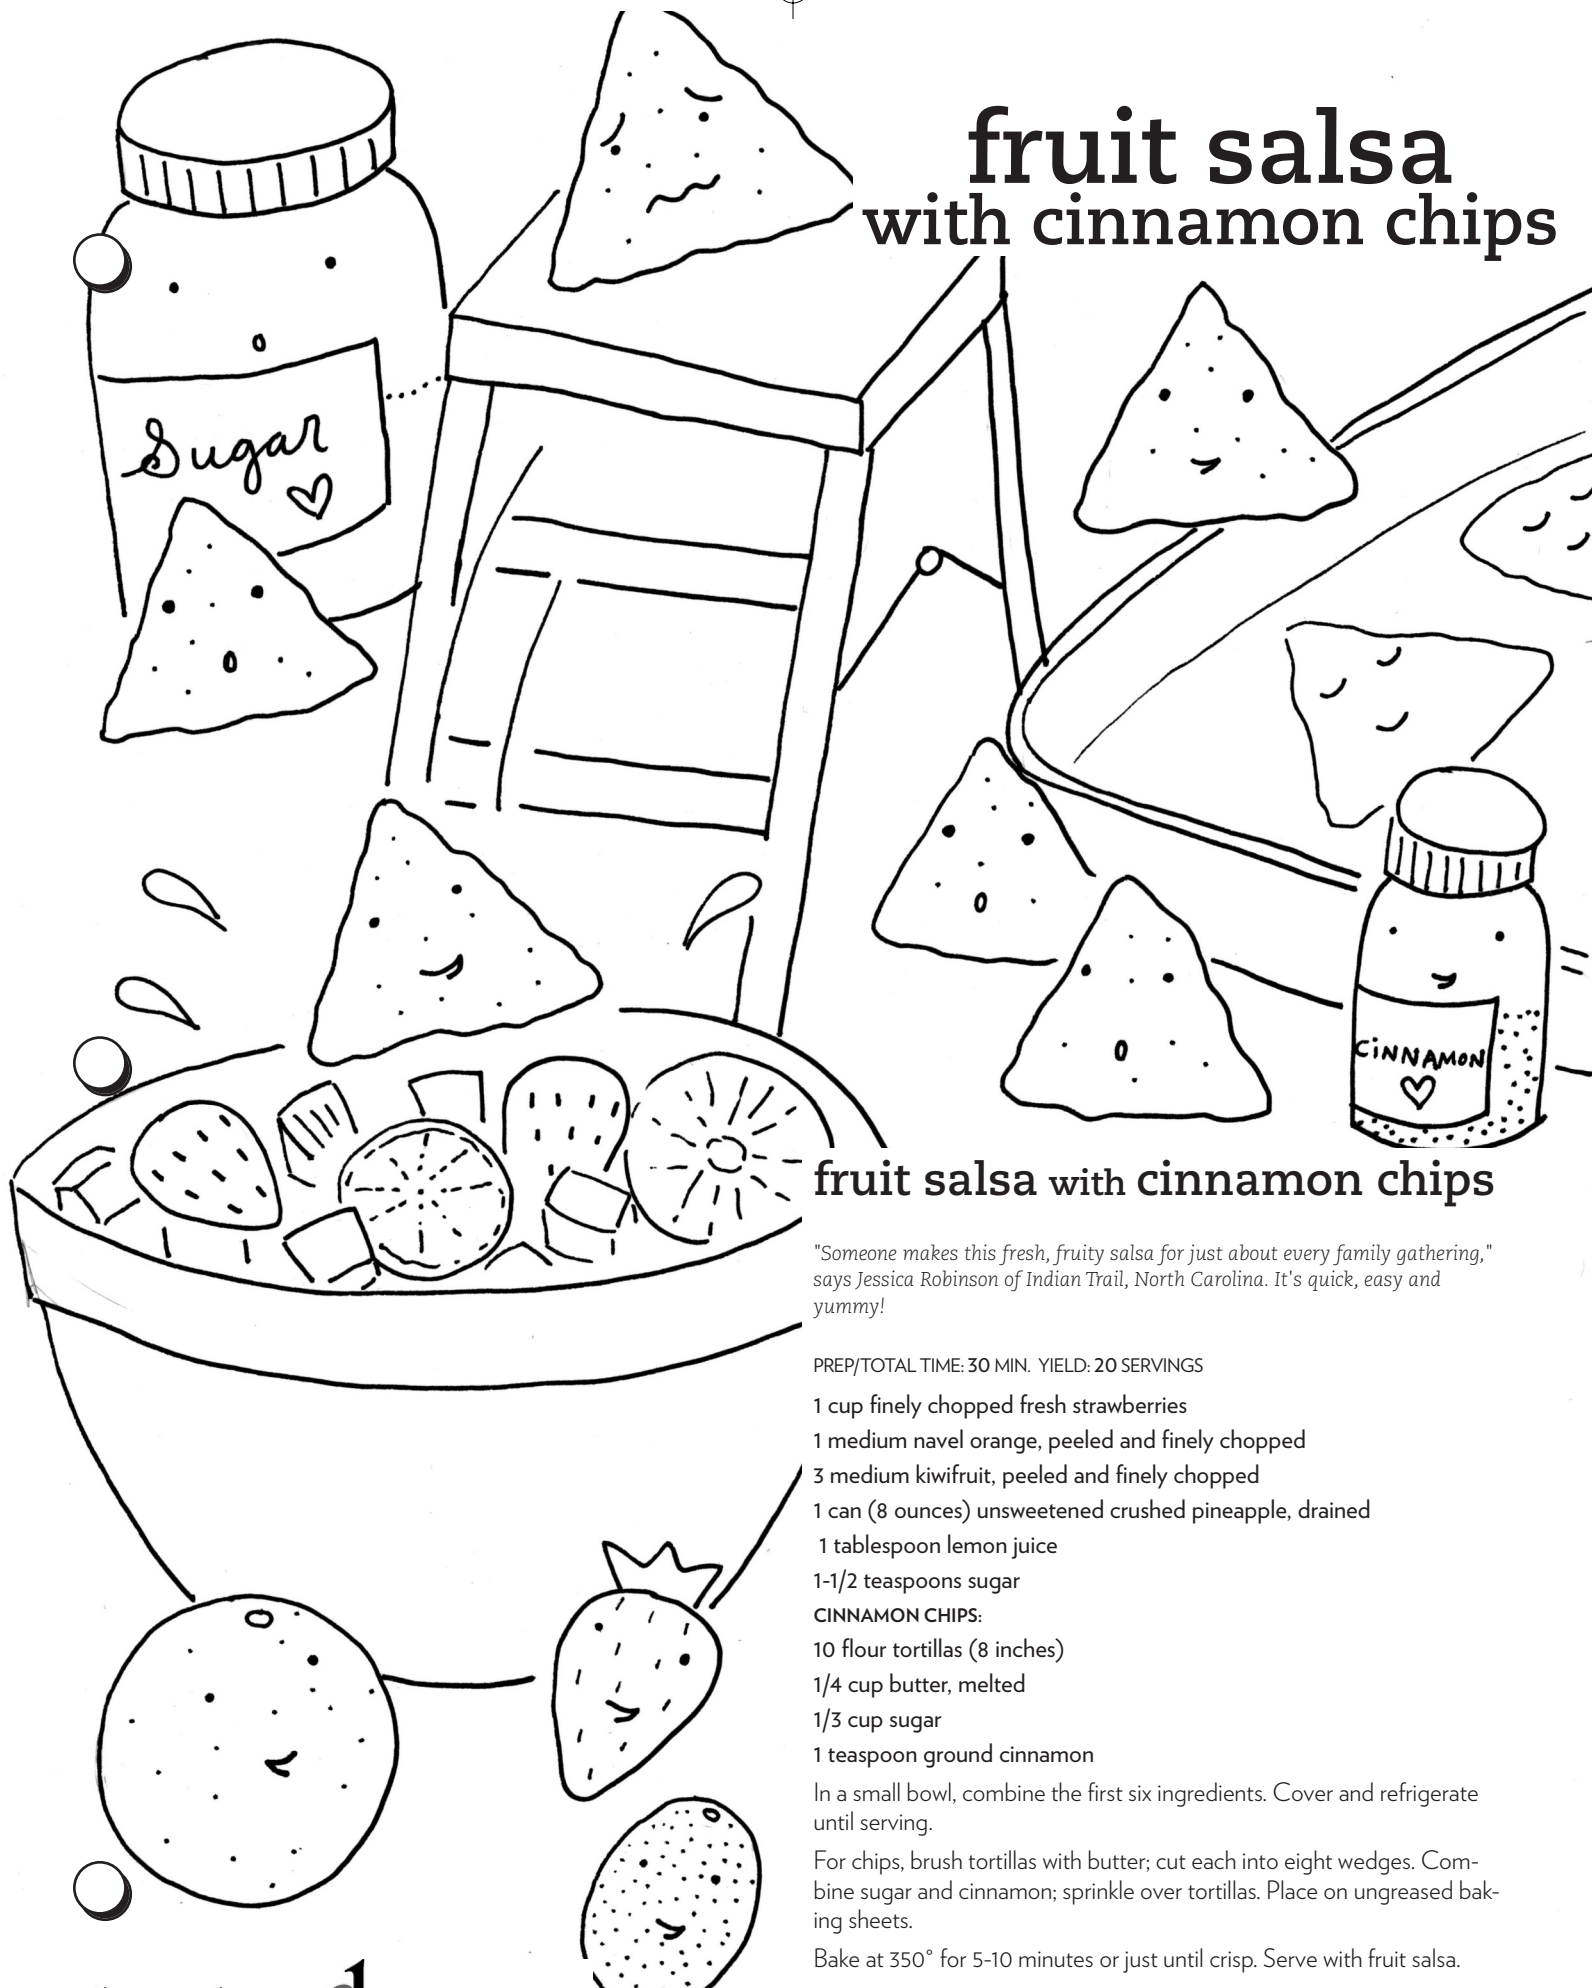 fruit salsa
with cinnamon chips
Sugar
CiNNAMON
fruit salsa with cinnamon chips
"Someone makes this fresh, fruity salsa for just about every family gathering,"
says Jessica Robinson of Indian Trail, North Carolina. It's quick, easy and
yummy!
PREP/TOTAL TIME: 30 MIN. YIELD: 20 SERVINGS
1 cup finely chopped fresh strawberries
1 medium navel orange, peeled and finely chopped
3 medium kiwifruit, peeled and finely chopped
1 can (8 ounces) unsweetened crushed pineapple, drained
1 tablespoon lemon juice
1-1/2 teaspoons sugar
CINNAMON CHIPS:
10 flour tortillas (8 inches)
1/4 cup butter, melted
1/3 cup sugar
1 teaspoon ground cinnamon
In a small bowl, combine the first six ingredients. Cover and refrigerate
until serving.
For chips, brush tortillas with butter; cut each into eight wedges. Com-
bine sugar and cinnamon; sprinkle over tortillas. Place on ungreased bak-
ing sheets.
Bake at 350° for 5-10 minutes or just until crisp. Serve with fruit salsa.